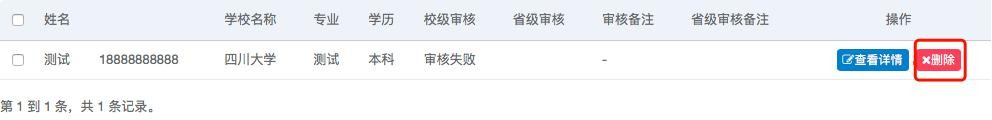 姓名 学校名称 专业 学历 校级审核 省级审核 审核备注 省级审核备注 操作
测试 18888888888 四川大学 测试 本科 审核失败 - 查看详情 ×删除
第 1 到 1 条，共 1 条记录。